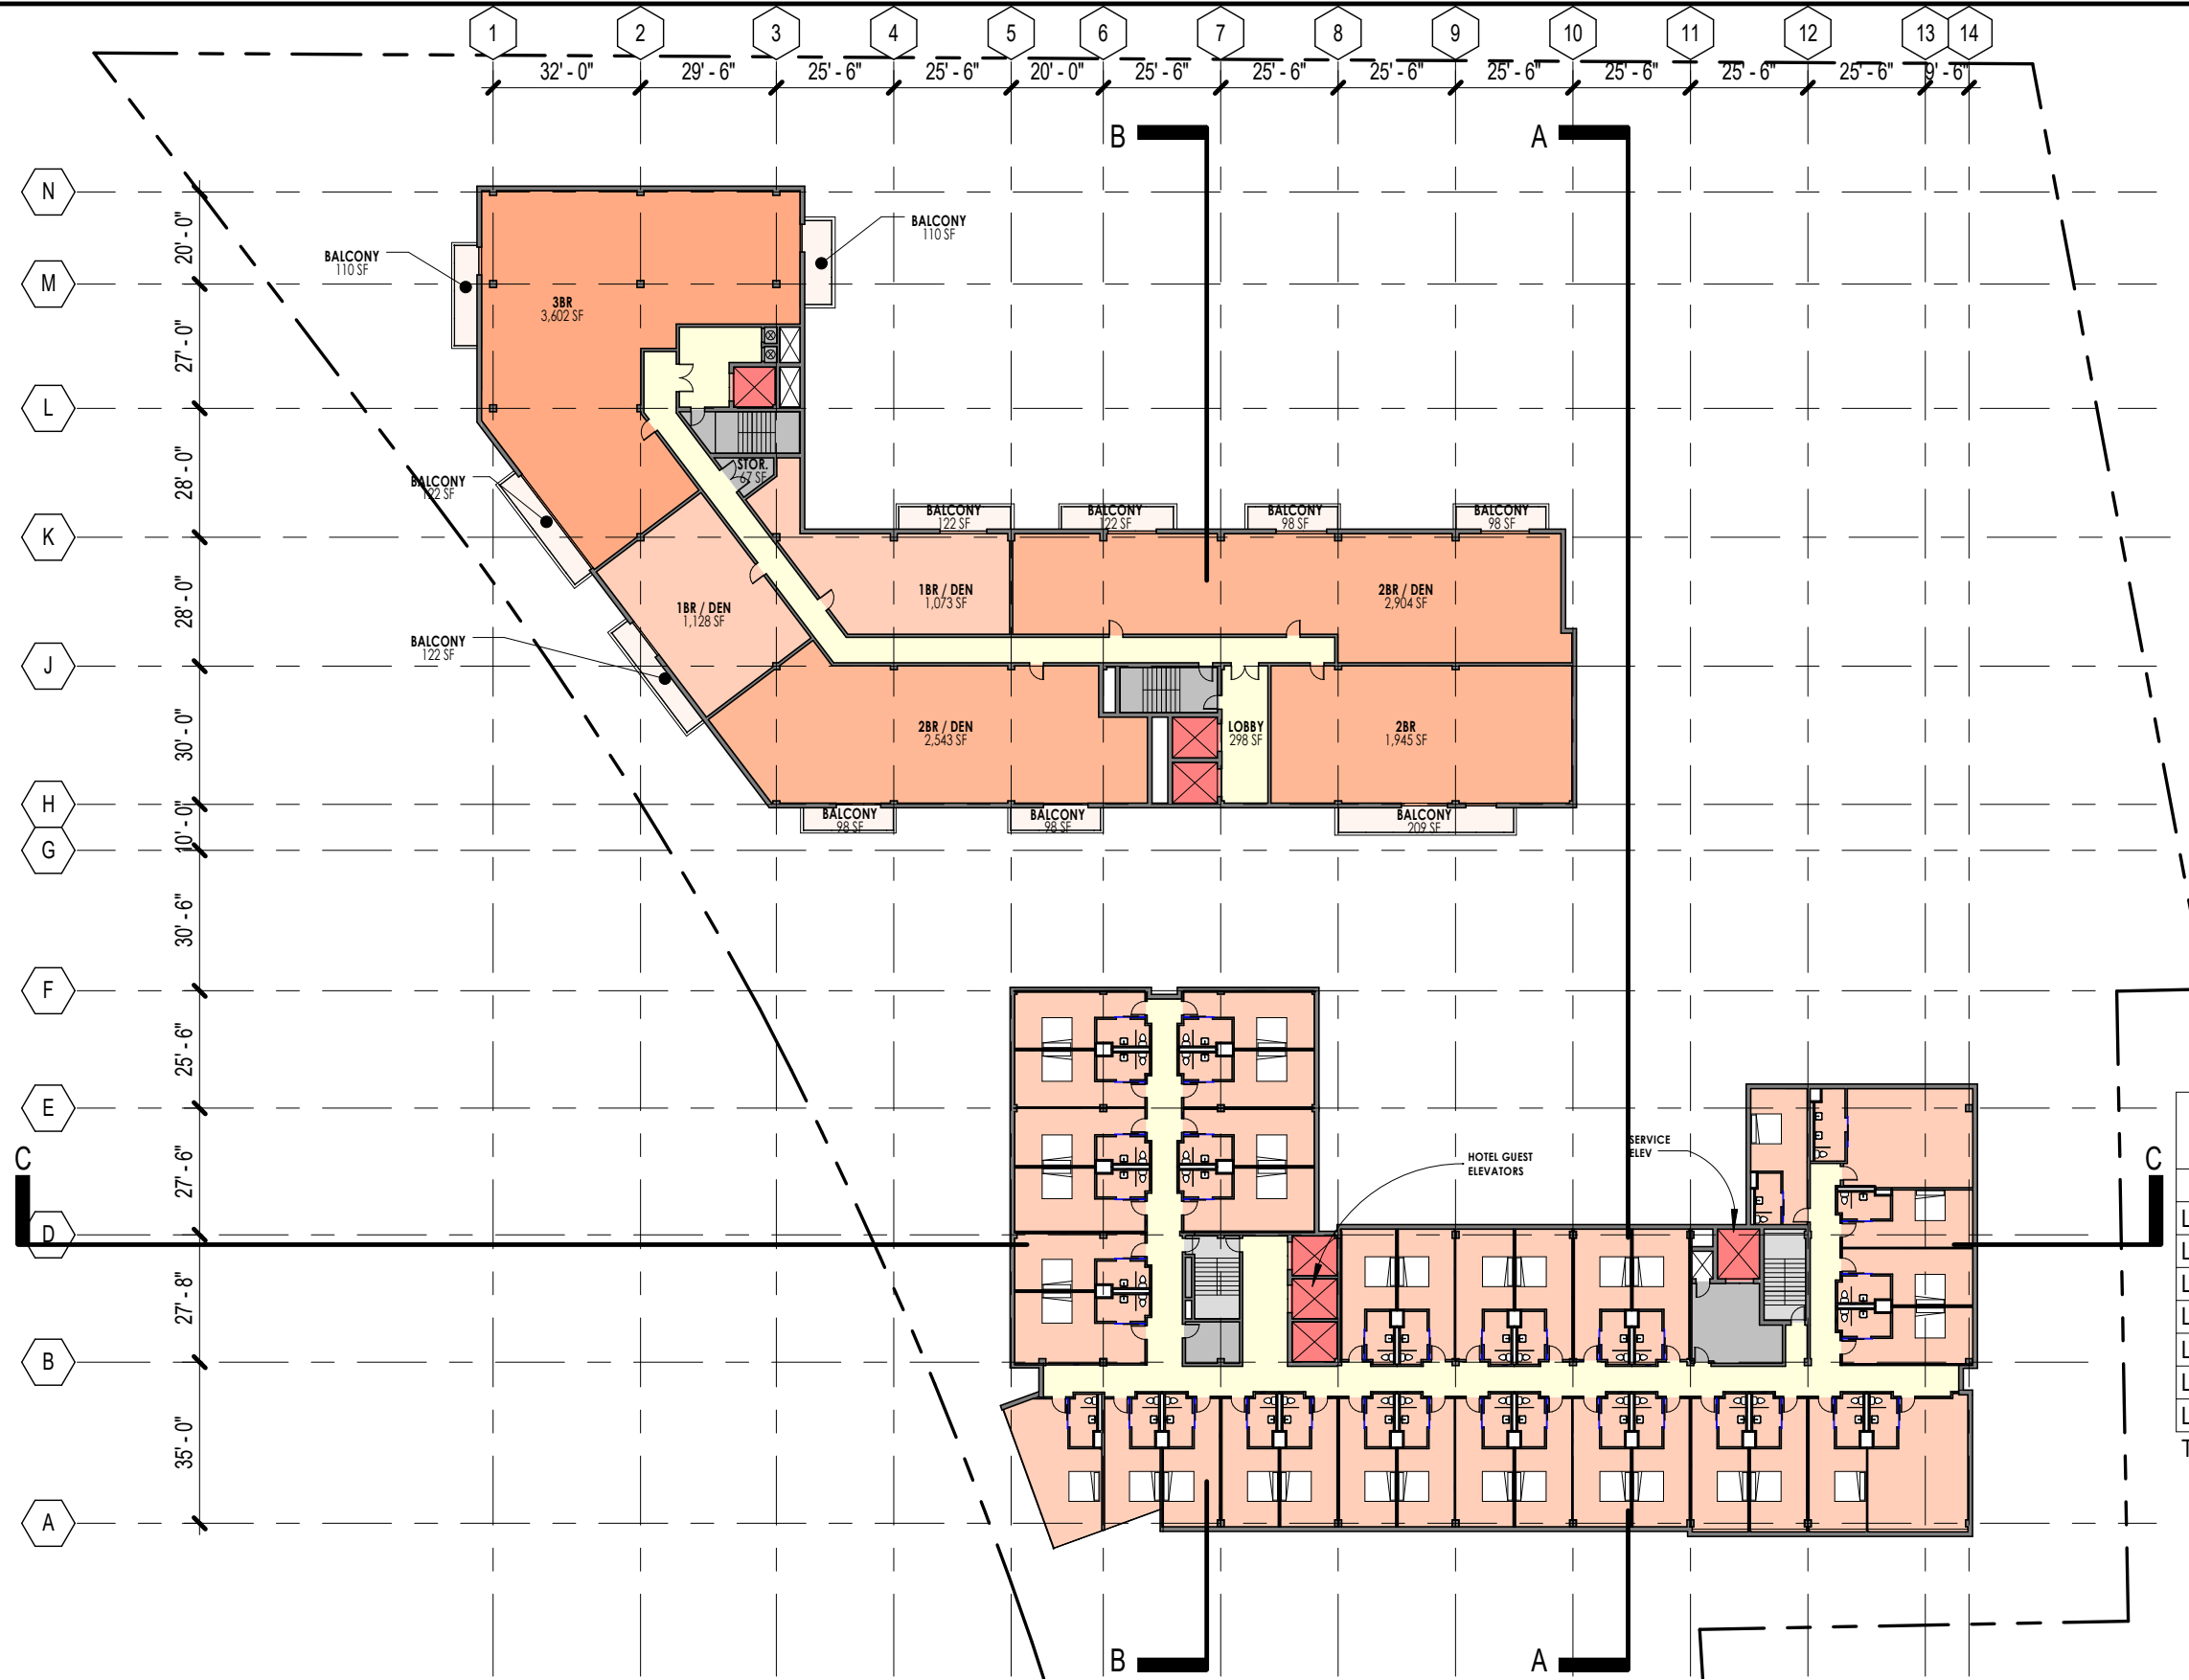 1 2 3 4 5 6 7 8 9 10 11 12 13 14
32' - 0" 29' - 6" 25' - 6" 25' - 6" 20' - 0" 25' - 6" 25' - 6" 25' - 6" 25' - 6" 25' - 6" 25' - 6" 25' - 6" 9' - 6"
B A
N
20' - 0"
BALCONY
110 SF
BALCONY
110 SF
M
3BR
3,602 SF
27' - 0"
L
28' - 0"
STOR.
67 SF
BALCONY
122 SF
BALCONY
122 SF
BALCONY
122 SF
BALCONY
98 SF
BALCONY
98 SF
K
28' - 0"
1BR / DEN
1,128 SF
1BR / DEN
1,073 SF
2BR / DEN
2,904 SF
BALCONY
122 SF
J
30' - 0"
2BR / DEN
2,543 SF
LOBBY
298 SF
2BR
1,945 SF
H
10' - 0"
BALCONY
98 SF
BALCONY
98 SF
BALCONY
209 SF
G
30' - 6"
F
25' - 6"
E
27' - 6"
C
HOTEL GUEST
ELEVATORS
SERVICE
ELEV
C
D
27' - 8"
B
35' - 0"
A
L
L
L
L
L
L
L
T
B A